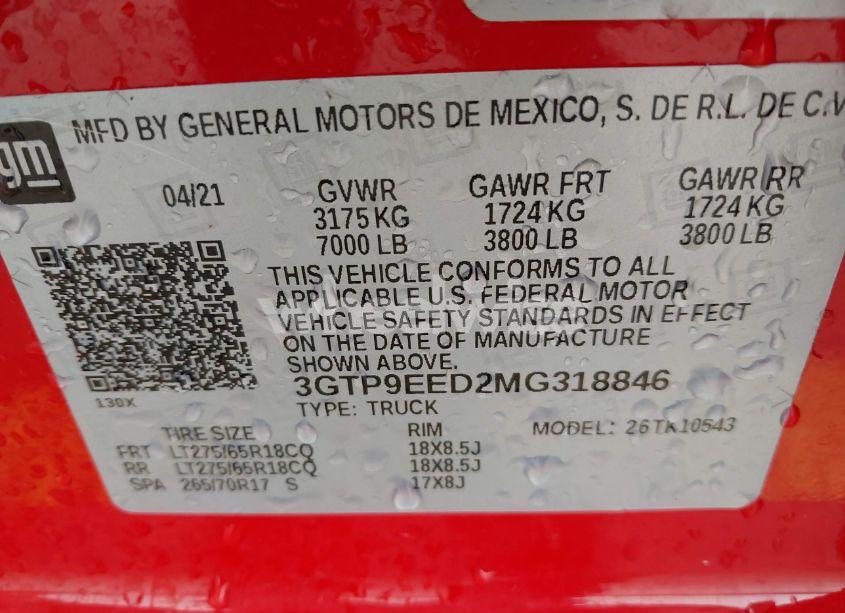 gm
MFD BY GENERAL MOTORS DE MEXICO, S. DE R.L. DE C.V
04/21
GVWR
3175 KG
7000 LB
GAWR FRT
1724 KG
3800 LB
GAWR RR
1724 KG
3800 LB
THIS VEHICLE CONFORMS TO ALL
APPLICABLE U.S. FEDERAL MOTOR
VEHICLE SAFETY STANDARDS IN EFFECT
ON THE DATE OF MANUFACTURE
SHOWN ABOVE.
3GTP9EED2MG318846
130X
TYPE: TRUCK
MODEL: 26TK10543
TIRE SIZE RIM
FRT LT275/65R18CQ 18X8.5J
RR LT275/65R18CQ 18X8.5J
SPA 265/70R17 S 17X8J